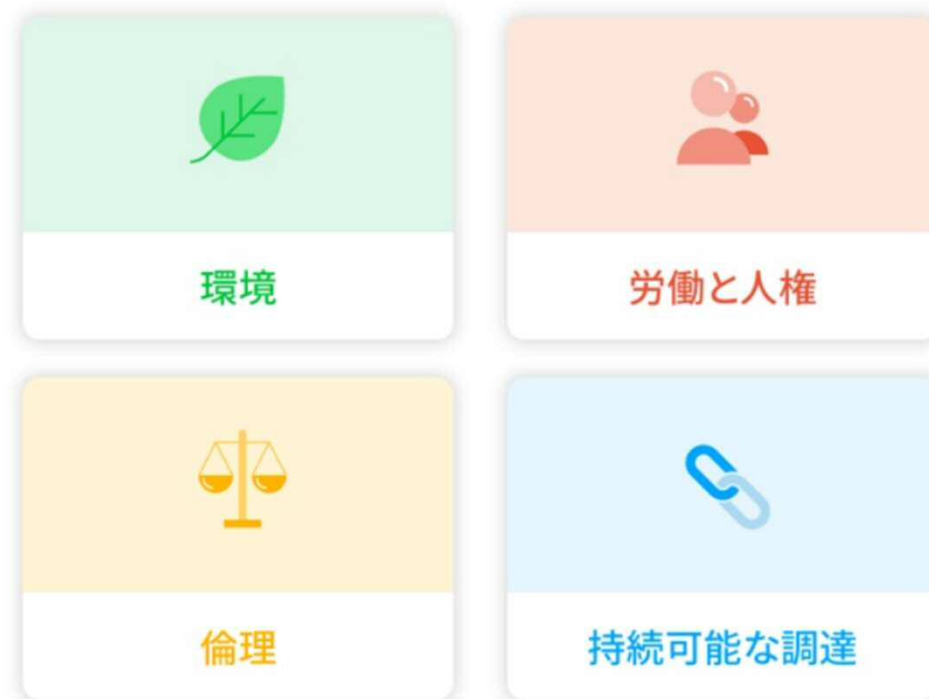 環境
労働と人権
倫理
持続可能な調達